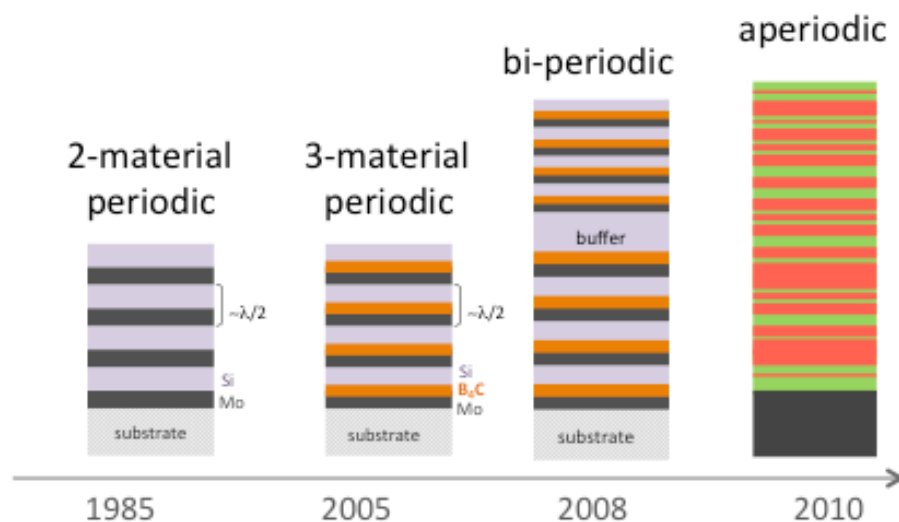 2-material
periodic
3-material
periodic
bi-periodic
aperiodic
~λ/2
Si
Mo
substrate
~λ/2
Si
B₄C
Mo
substrate
buffer
substrate
1985
2005
2008
2010